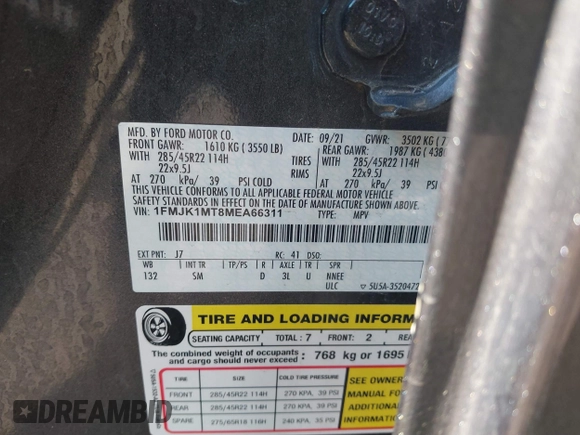 MFD. BY FORD MOTOR CO.
DATE: 09/21 GVWR: 3502 KG (7
FRONT GAWR: 1610 KG (3550 LB) REAR GAWR: 1987 KG (4380
WITH 285/45R22 114H TIRES WITH 285/45R22 114H
22x9.5J RIMS 22x9.5J
AT 270 kPa/ 39 PSI COLD AT 270 kPa/ 39 PSI
THIS VEHICLE CONFORMS TO ALL APPLICABLE FEDERAL MOTOR VEHICLE
SAFETY STANDARDS IN EFFECT ON THE DATE OF MANUFACTURE SHOWN
VIN: 1FMJK1MT8MEA66311 TYPE: MPV
EXT PNT: J7 RC: 41 DSO:
WB INT TR TP/PS R AXLE TR SPR
132 SM D 3L U NNEE
ULC 5U5A-3520472
TIRE AND LOADING INFORM
SEATING CAPACITY TOTAL : 7 FRONT: 2
The combined weight of occupants
and cargo should never exceed : 768 kg or 1695
TIRE SIZE COLD TIRE PRESSURE
FRONT 285/45R22 114H 270 KPA, 39 PSI
REAR 285/45R22 114H 270 KPA, 39 PSI
SPARE 275/65R18 116H 240 KPA, 35 PSI
SEE OWNER
MANUAL FO
ADDITIONA
INFORMATI
DREAMBID.COM